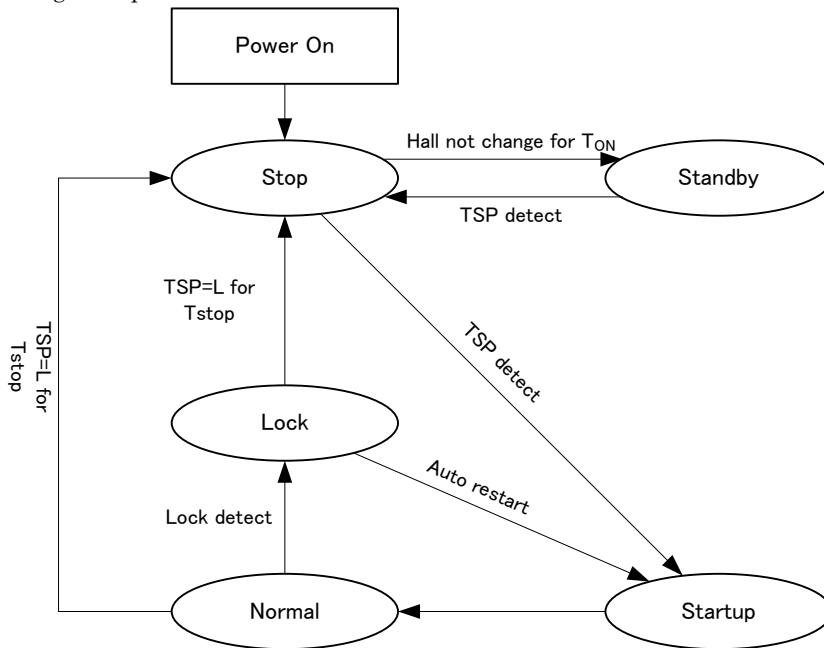 Power On
Hall not change for TON
Stop
Standby
TSP detect
TSP=L for
Tstop
TSP=L for
Tstop
TSP detect
Lock
Auto restart
Lock detect
Normal
Startup